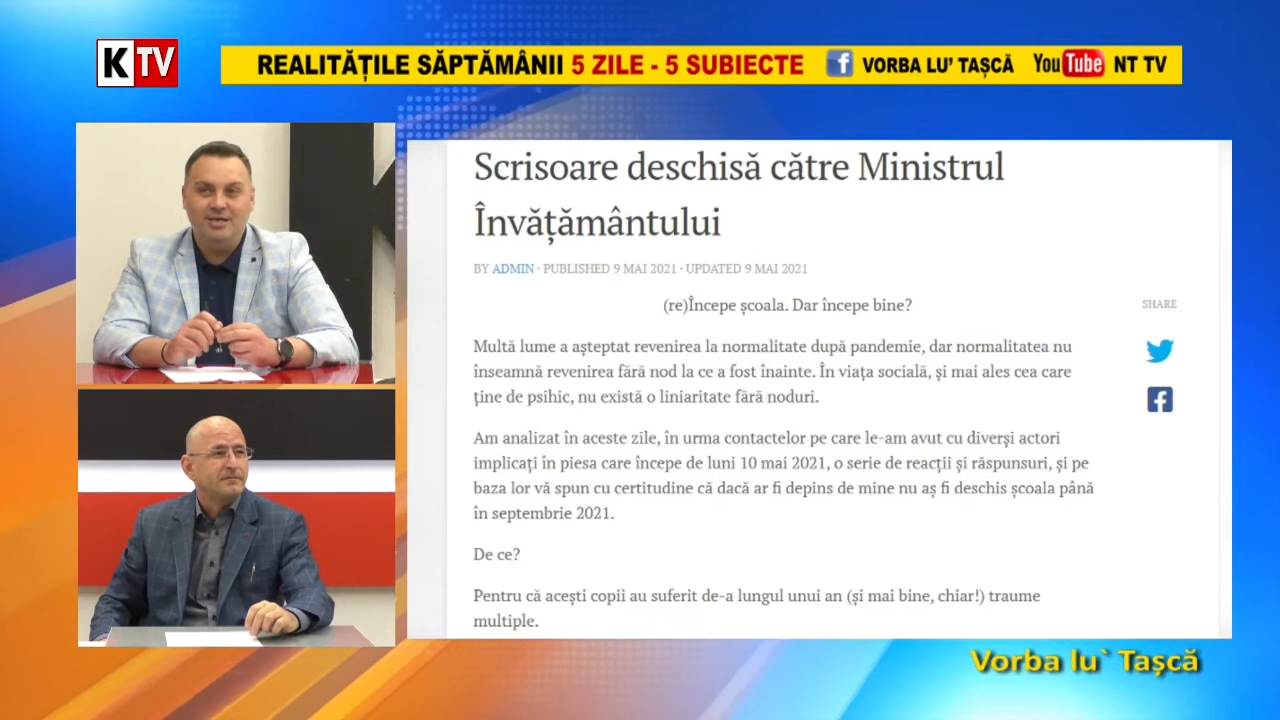 K TV
REALITĂȚILE SĂPTĂMÂNII 5 ZILE - 5 SUBIECTE f VORBA LU' TAȘCĂ YouTube NT TV
Scrisoare deschisă către Ministrul
Învățământului
BY ADMIN · PUBLISHED 9 MAI 2021 · UPDATED 9 MAI 2021
(re)Începe școala. Dar începe bine?
SHARE
Multă lume a așteptat revenirea la normalitate după pandemie, dar normalitatea nu
înseamnă revenirea fără nod la ce a fost înainte. În viața socială, și mai ales cea care
ține de psihic, nu există o liniaritate fără noduri.
Am analizat în aceste zile, în urma contactelor pe care le-am avut cu diverși actori
implicați în piesa care începe de luni 10 mai 2021, o serie de reacții și răspunsuri, și pe
baza lor vă spun cu certitudine că dacă ar fi depins de mine nu aș fi deschis școala până
în septembrie 2021.
De ce?
Pentru că acești copii au suferit de-a lungul unui an (și mai bine, chiar!) traume
multiple.
Vorba lu` Tașcă